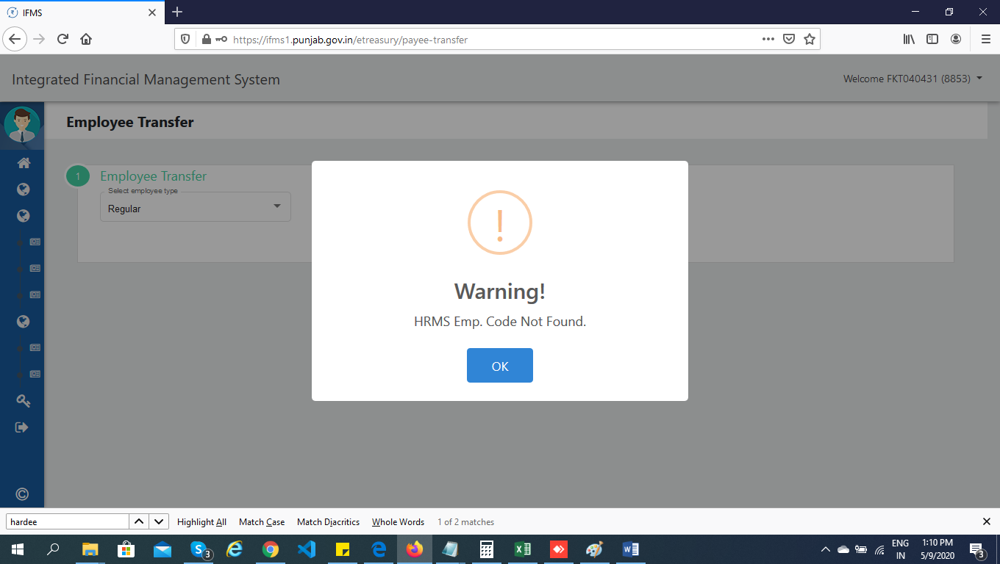 IFMS
https://ifms1.punjab.gov.in/etreasury/payee-transfer
Integrated Financial Management System
Welcome FKT040431 (8853)
Employee Transfer
1
Employee Transfer
Select employee type
Regular
!
Warning!
HRMS Emp. Code Not Found.
OK
©
hardee
Highlight All
Match Case
Match Diacritics
Whole Words
1 of 2 matches
3
ENG
IN
1:10 PM
5/9/2020
3